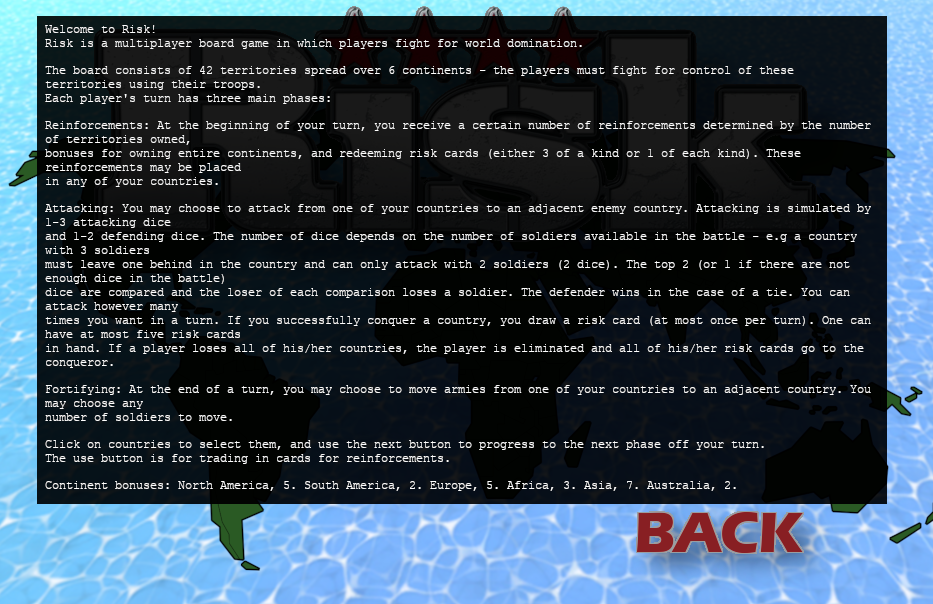 Risk
Welcome to Risk!
Risk is a multiplayer board game in which players fight for world domination.
The board consists of 42 territories spread over 6 continents - the players must fight for control of these
territories using their troops.
Each player's turn has three main phases:
Reinforcements: At the beginning of your turn, you receive a certain number of reinforcements determined by the number
of territories owned,
bonuses for owning entire continents, and redeeming risk cards (either 3 of a kind or 1 of each kind). These
reinforcements may be placed
in any of your countries.
Attacking: You may choose to attack from one of your countries to an adjacent enemy country. Attacking is simulated by
1-3 attacking dice
and 1-2 defending dice. The number of dice depends on the number of soldiers available in the battle - e.g a country
with 3 soldiers
must leave one behind in the country and can only attack with 2 soldiers (2 dice). The top 2 (or 1 if there are not
enough dice in the battle)
dice are compared and the loser of each comparison loses a soldier. The defender wins in the case of a tie. You can
attack however many
times you want in a turn. If you successfully conquer a country, you draw a risk card (at most once per turn). One can
have at most five risk cards
in hand. If a player loses all of his/her countries, the player is eliminated and all of his/her risk cards go to the
conqueror.
Fortifying: At the end of a turn, you may choose to move armies from one of your countries to an adjacent country. You
may choose any
number of soldiers to move.
Click on countries to select them, and use the next button to progress to the next phase off your turn.
The use button is for trading in cards for reinforcements.
Continent bonuses: North America, 5. South America, 2. Europe, 5. Africa, 3. Asia, 7. Australia, 2.
BACK